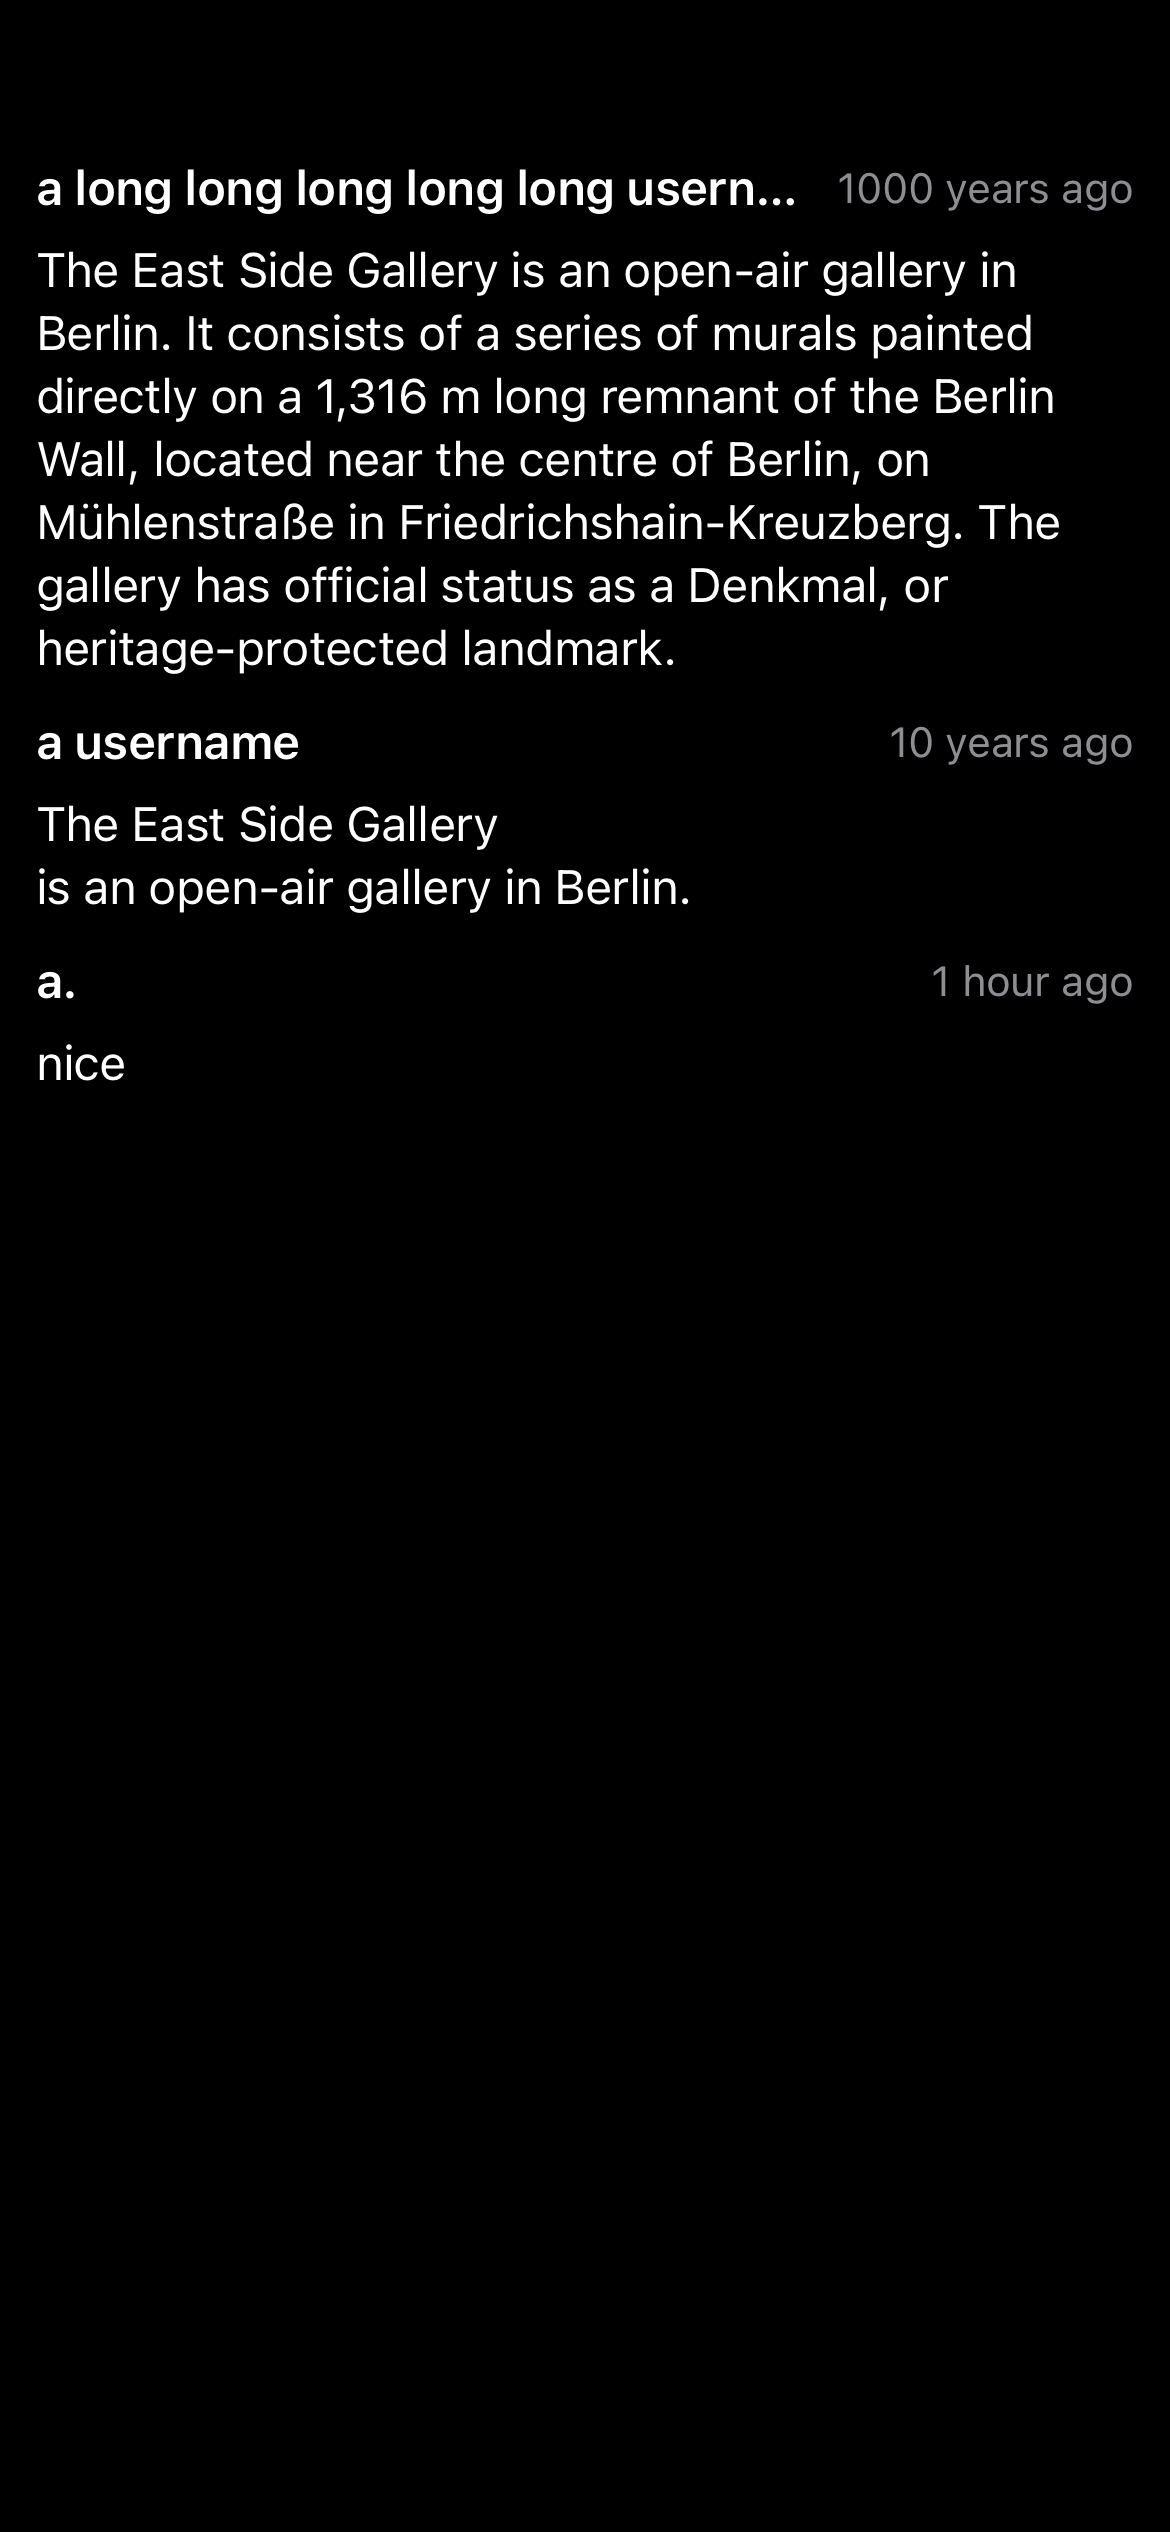 a long long long long long usern... 1000 years ago
The East Side Gallery is an open-air gallery in
Berlin. It consists of a series of murals painted
directly on a 1,316 m long remnant of the Berlin
Wall, located near the centre of Berlin, on
Mühlenstraße in Friedrichshain-Kreuzberg. The
gallery has official status as a Denkmal, or
heritage-protected landmark.
a username 10 years ago
The East Side Gallery
is an open-air gallery in Berlin.
a. 1 hour ago
nice